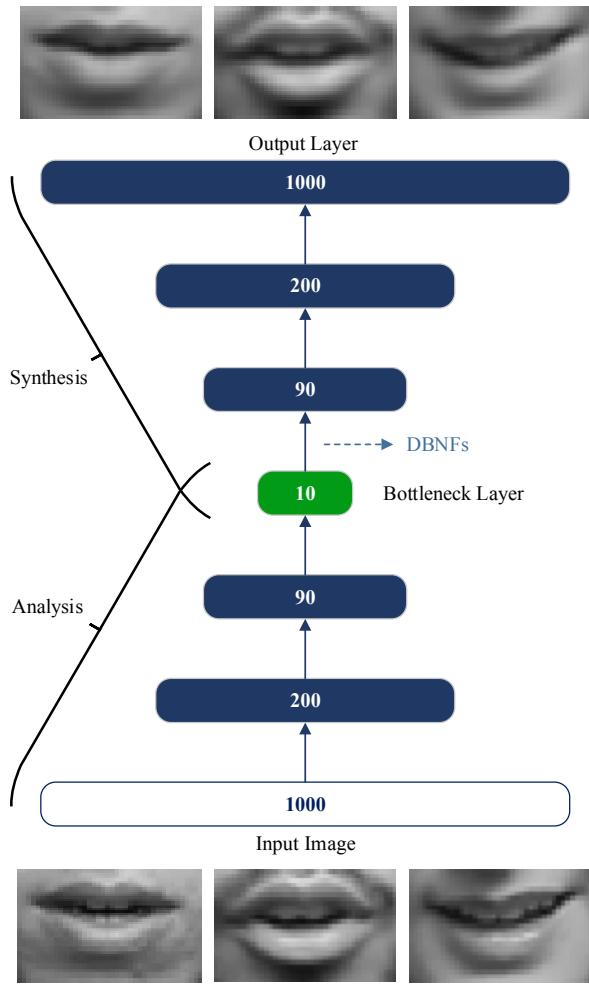 Output Layer
1000
200
Synthesis
90
DBNFs
10
Bottleneck Layer
90
Analysis
200
1000
Input Image